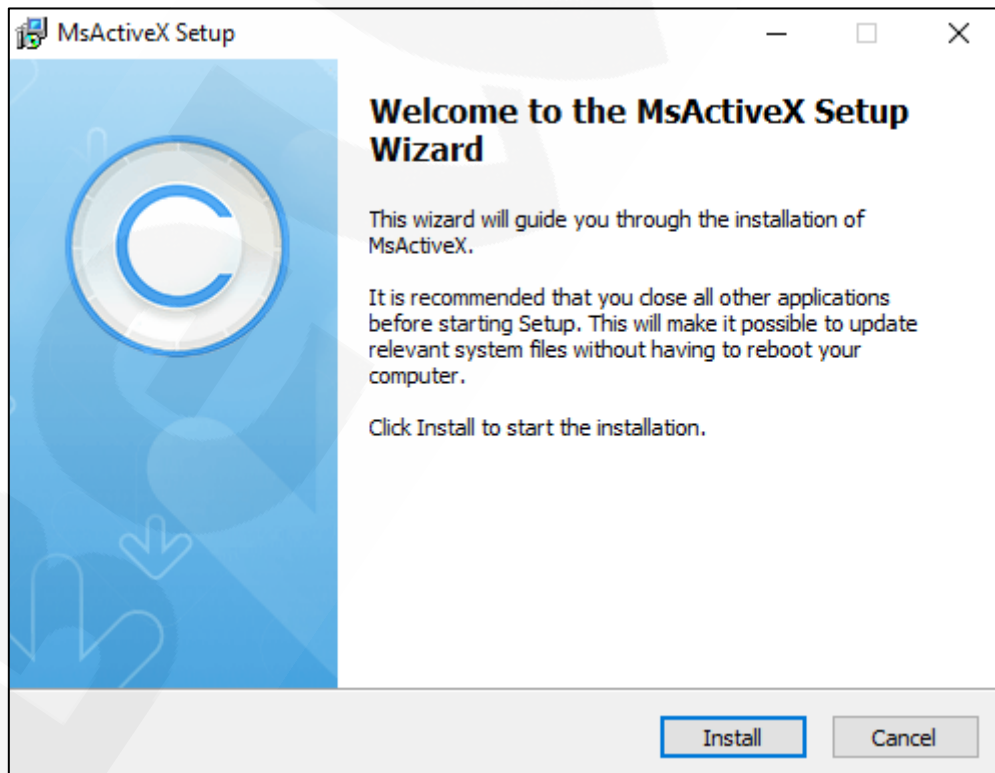 MsActiveX Setup
Welcome to the MsActiveX Setup
Wizard
This wizard will guide you through the installation of
MsActiveX.
It is recommended that you close all other applications
before starting Setup. This will make it possible to update
relevant system files without having to reboot your
computer.
Click Install to start the installation.
Install
Cancel